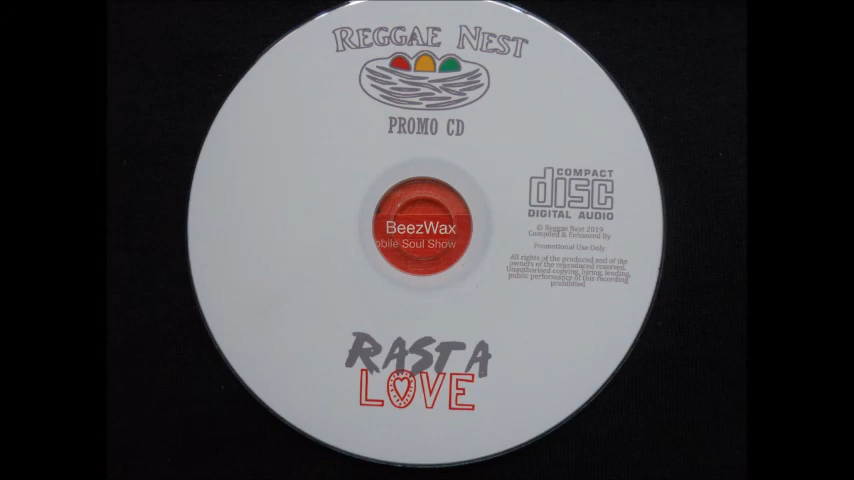 REGGAE NEST
PROMO CD
COMPACT
disc
DIGITAL AUDIO
© Reggae Nest 2019
Compiled & Enhanced By
Promotional Use Only
All rights of the produced and of the
owners of the reproduced reserved.
Unauthorised copying, hiring, lending,
public performance of this recording
prohibited
BeezWax
obile Soul Show
RASTA
LOVE